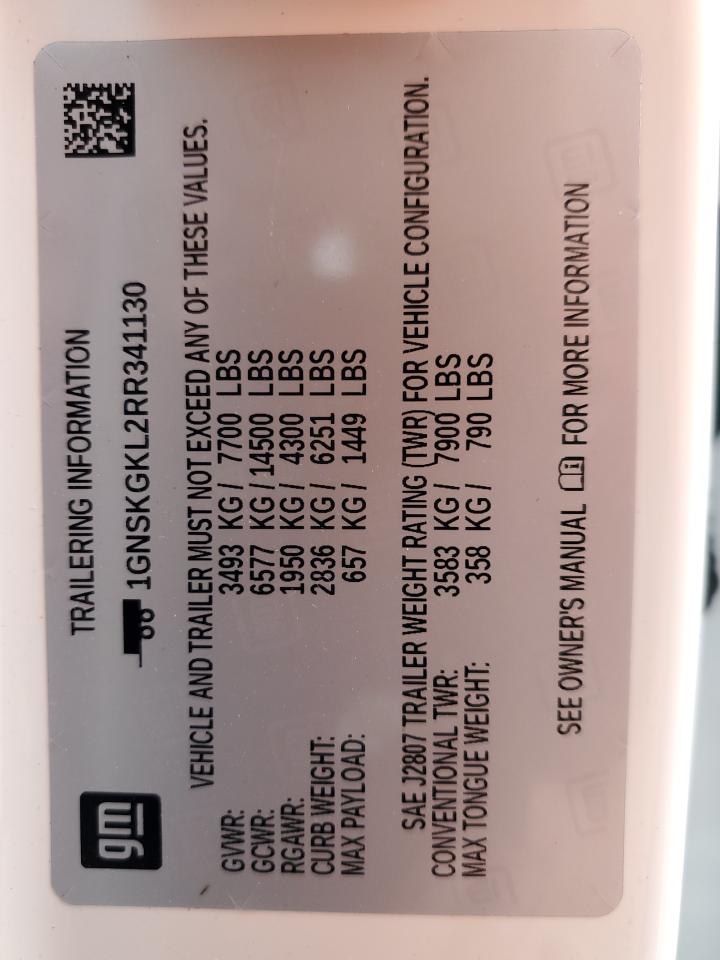 gm
TRAILERING INFORMATION
1GNSKGKL2RR341130
VEHICLE AND TRAILER MUST NOT EXCEED ANY OF THESE VALUES.
GVWR: 3493 KG / 7700 LBS
GCWR: 6577 KG / 14500 LBS
RGAWR: 1950 KG / 4300 LBS
CURB WEIGHT: 2836 KG / 6251 LBS
MAX PAYLOAD: 657 KG / 1449 LBS
SAE J2807 TRAILER WEIGHT RATING (TWR) FOR VEHICLE CONFIGURATION.
CONVENTIONAL TWR: 3583 KG / 7900 LBS
MAX TONGUE WEIGHT: 358 KG / 790 LBS
SEE OWNER'S MANUAL FOR MORE INFORMATION